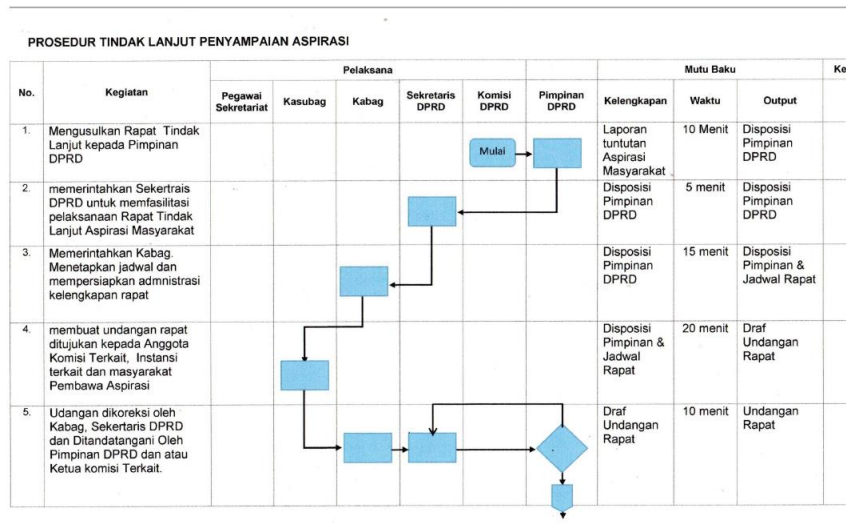 PROSEDUR TINDAK LANJUT PENYAMPAIAN ASPIRASI
No.
Kegiatan
Pelaksana
Mutu Baku
Ke
Pegawai
Sekretariat
Kasubag
Kabag
Sekretaris
DPRD
Komisi
DPRD
Pimpinan
DPRD
Kelengkapan
Waktu
Output
1.
Mengusulkan Rapat Tindak
Lanjut kepada Pimpinan
DPRD
Mulai
Laporan
tuntutan
Aspirasi
Masyarakat
10 Menit
Disposisi
Pimpinan
DPRD
2.
memerintahkan Sekertrais
DPRD untuk memfasilitasi
pelaksanaan Rapat Tindak
Lanjut Aspirasi Masyarakat
Disposisi
Pimpinan
DPRD
5 menit
Disposisi
Pimpinan
DPRD
3.
Memerintahkan Kabag.
Menetapkan jadwal dan
mempersiapkan admnistrasi
kelengkapan rapat
Disposisi
Pimpinan
DPRD
15 menit
Disposisi
Pimpinan &
Jadwal Rapat
4.
membuat undangan rapat
ditujukan kepada Anggota
Komisi Terkait, Instansi
terkait dan masyarakat
Pembawa Aspirasi
Disposisi
Pimpinan &
Jadwal
Rapat
20 menit
Draf
Undangan
Rapat
5.
Udangan dikoreksi oleh
Kabag, Sekertaris DPRD
dan Ditandatangani Oleh
Pimpinan DPRD dan atau
Ketua komisi Terkait.
Draf
Undangan
Rapat
10 menit
Undangan
Rapat